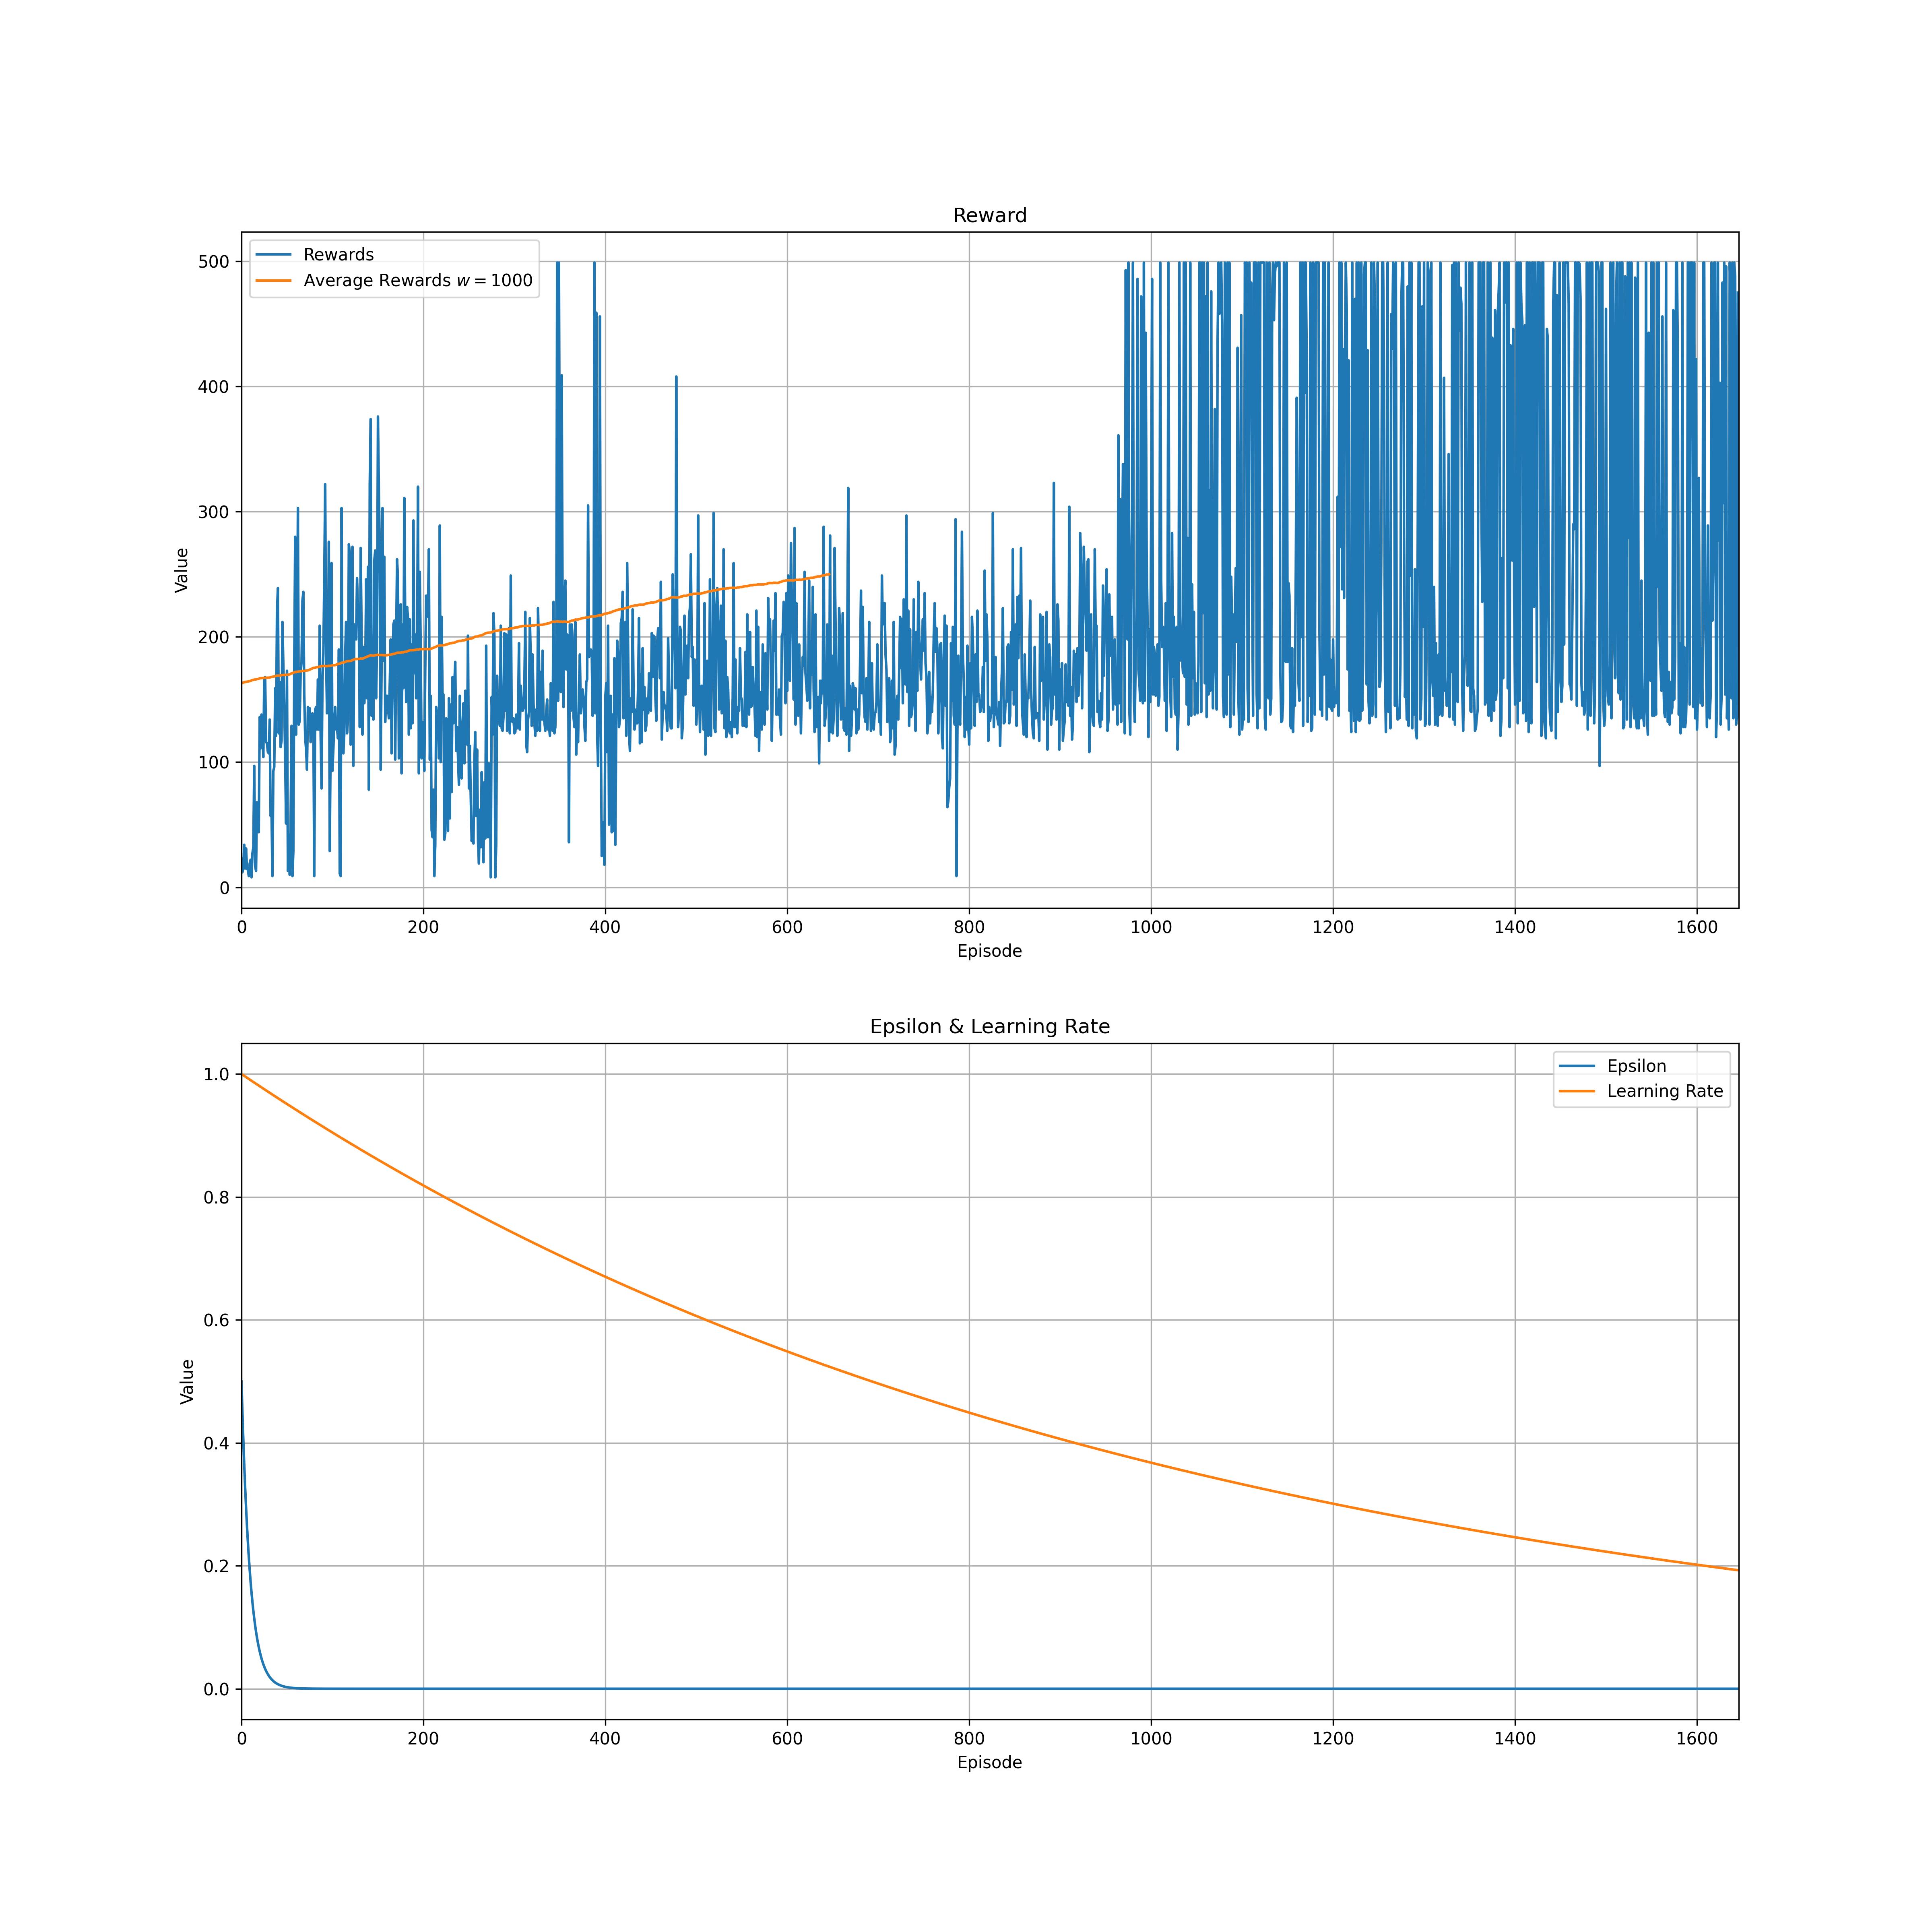 Reward
Rewards
Average Rewards w = 1000
500
400
300
200
100
0
Value
0 200 400 600 800 1000 1200 1400 1600
Episode
Epsilon & Learning Rate
Epsilon
Learning Rate
1.0
0.8
0.6
0.4
0.2
0.0
Value
0 200 400 600 800 1000 1200 1400 1600
Episode